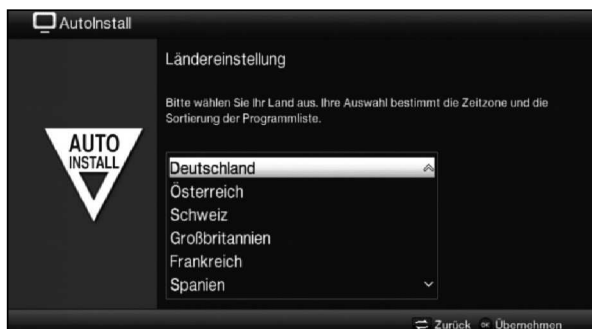 AutoInstall
Ländereinstellung
Bitte wählen Sie Ihr Land aus. Ihre Auswahl bestimmt die Zeitzone und die
Sortierung der Programmliste.
AUTO
INSTALL
Deutschland
Österreich
Schweiz
Großbritannien
Frankreich
Spanien
Zurück OK Übernehmen